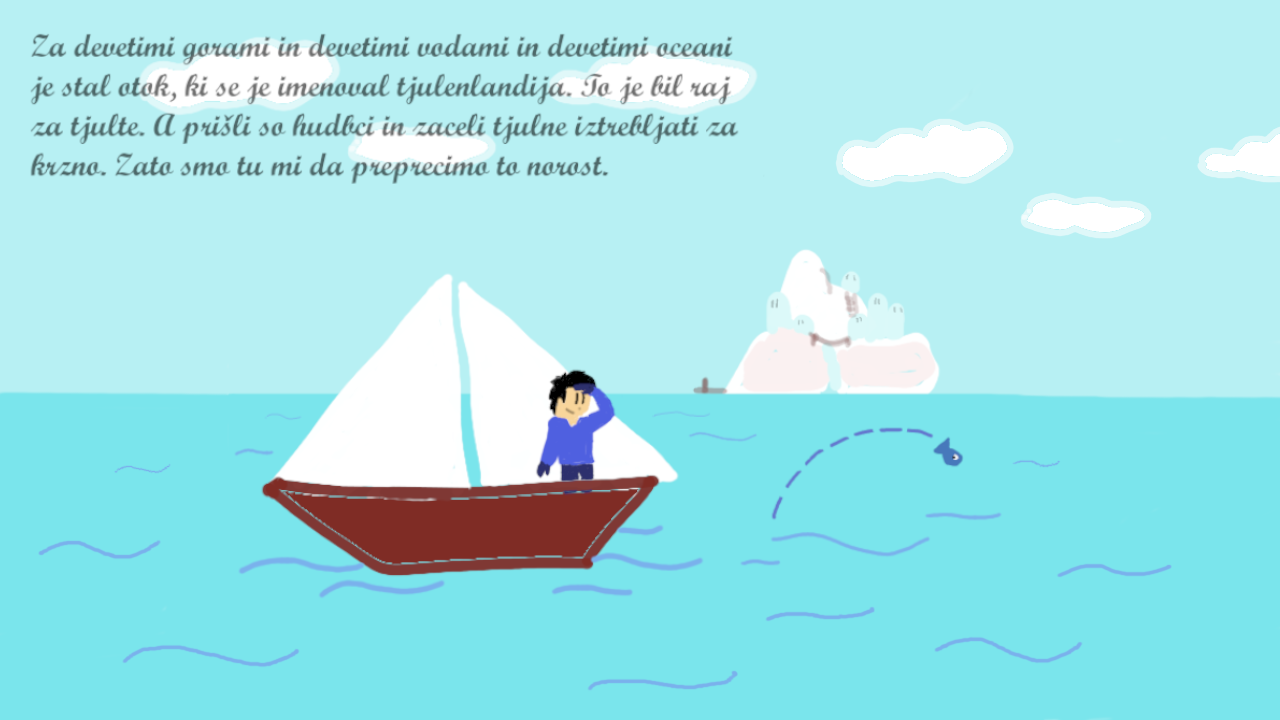 Za devetimi gorami in devetimi vodami in devetimi oceani
je stal otok, ki se je imenoval tjulenlandija. To je bil raj
za tjulte. A prišli so hudbci in zaceli tjulne iztrebljati za
krzno. Zato smo tu mi da preprecimo to norost.